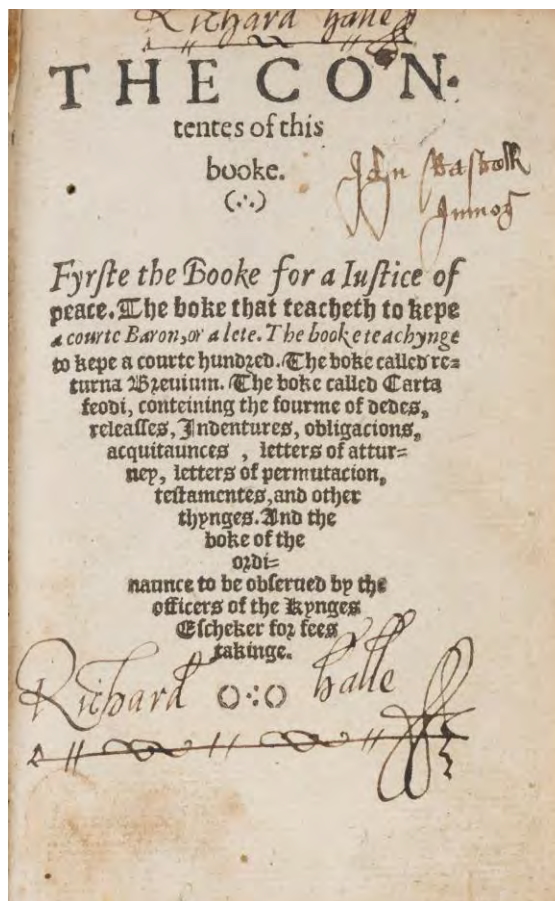 Richard halle
THE CON-
tentes of this
booke.
(∴)
John
Fyrste the Booke for a Iustice of
peace. The boke that teacheth to kepe
a courte Baron, or a lete. The booke teachynge
to kepe a courte hundred. The boke called re=
turna Breuium. The boke called Carta
feodi, conteining the fourme of dedes,
releasses, Indentures, obligacions,
acquitaunces , letters of attur=
ney, letters of permutacion,
testamentes, and other
thynges. And the
boke of the
ordi=
naunce to be obserued by the
officers of the Kynges
Escheker for fees
takinge.
Richard halle